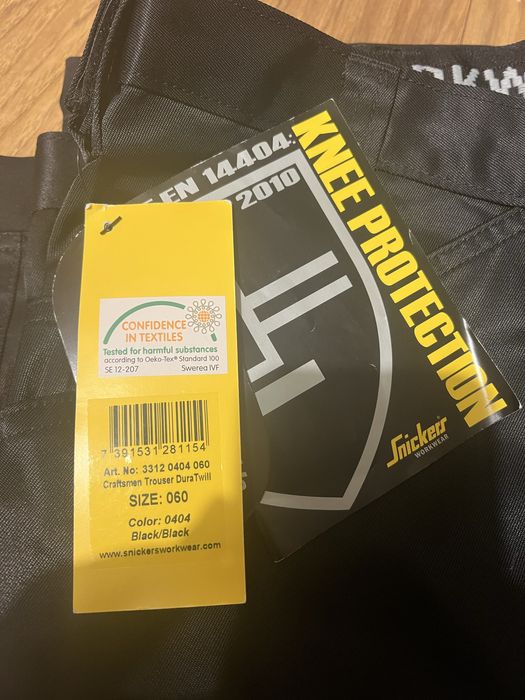 EN 14404:
2010
KNEE PROTECTION
Snickers
WORKWEAR
CONFIDENCE
IN TEXTILES
Tested for harmful substances
according to Oeko-Tex® Standard 100
SE 12-207 Swerea IVF
7 391531 281154
Art. No: 3312 0404 060
Craftsmen Trouser DuraTwill
SIZE: 060
Color: 0404
Black/Black
www.snickersworkwear.com